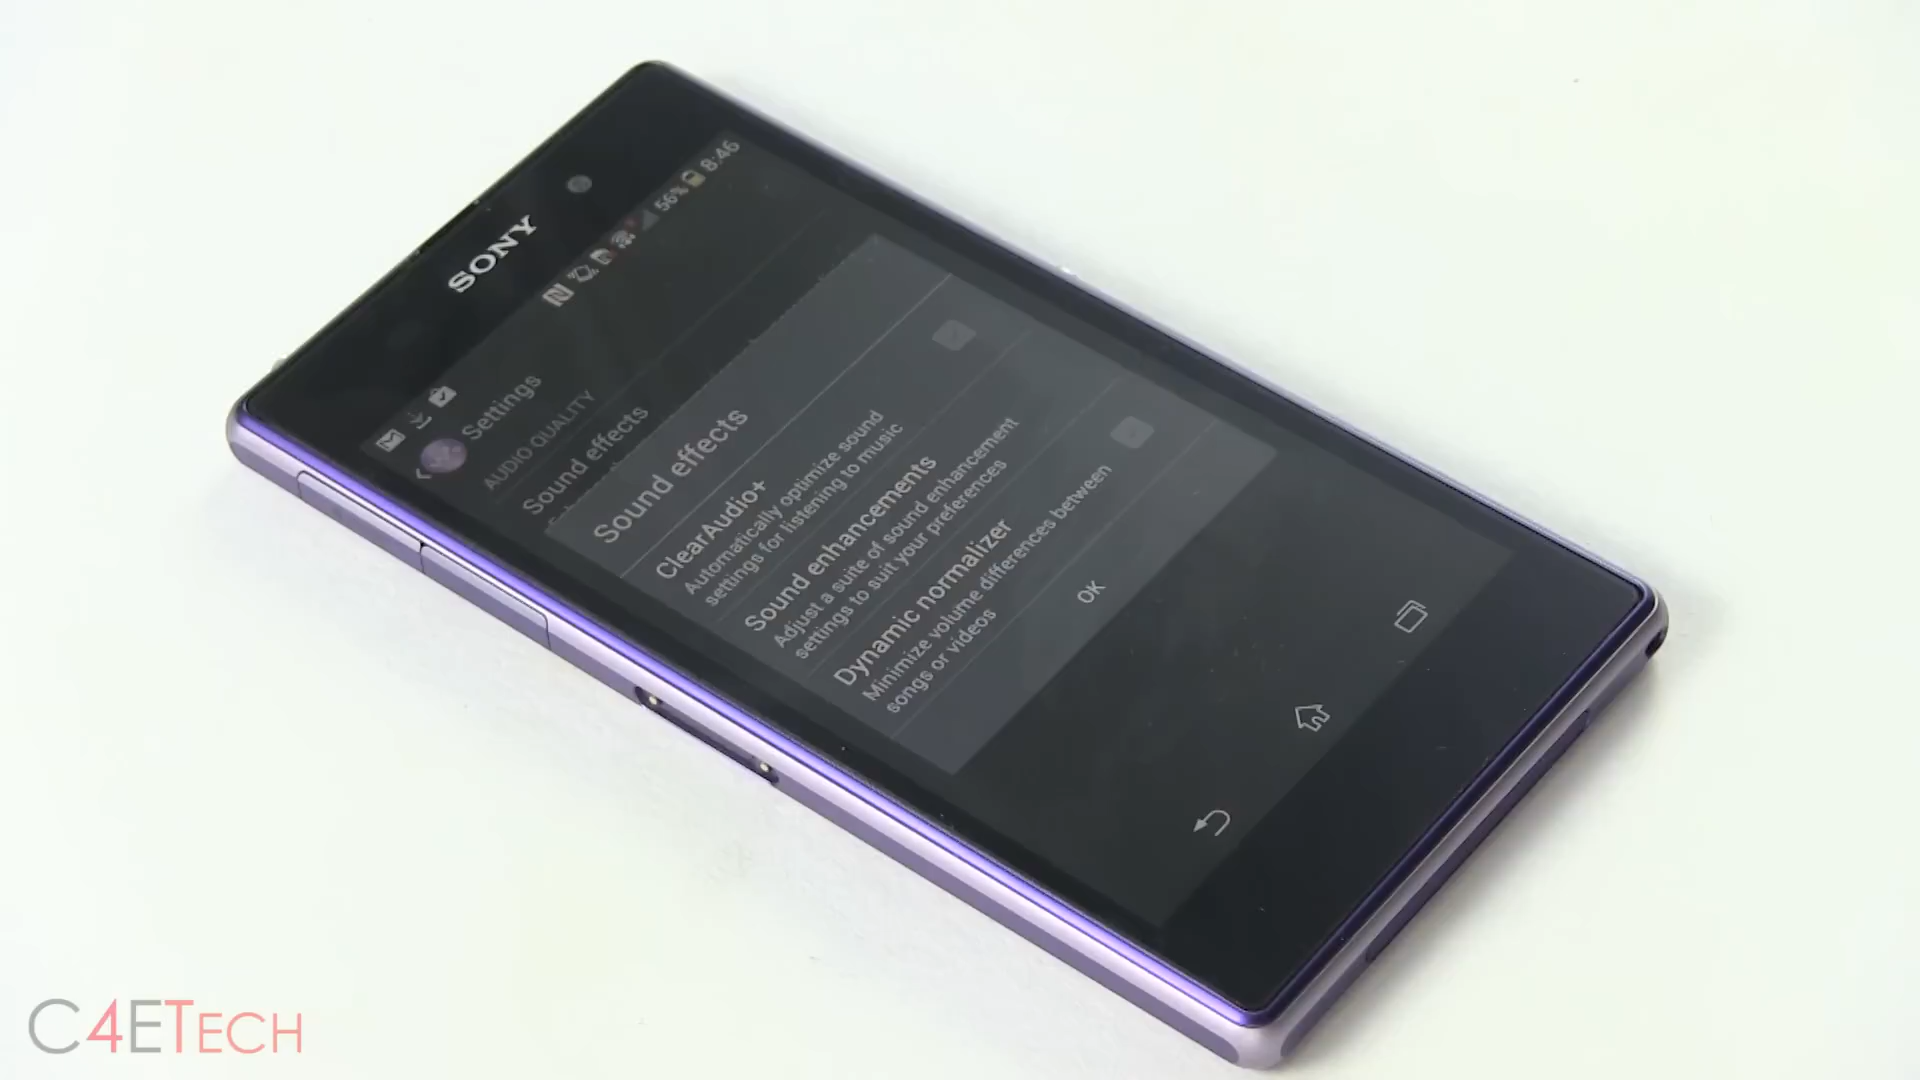 SONY
56% 8:46
Settings
AUDIO QUALITY
Sound effects
Sound effects
ClearAudio+
Automatically optimize sound
settings for listening to music
Sound enhancements
Adjust a suite of sound enhancement
settings to suit your preferences
Dynamic normalizer
Minimize volume differences between
songs or videos
OK
C4ETECH